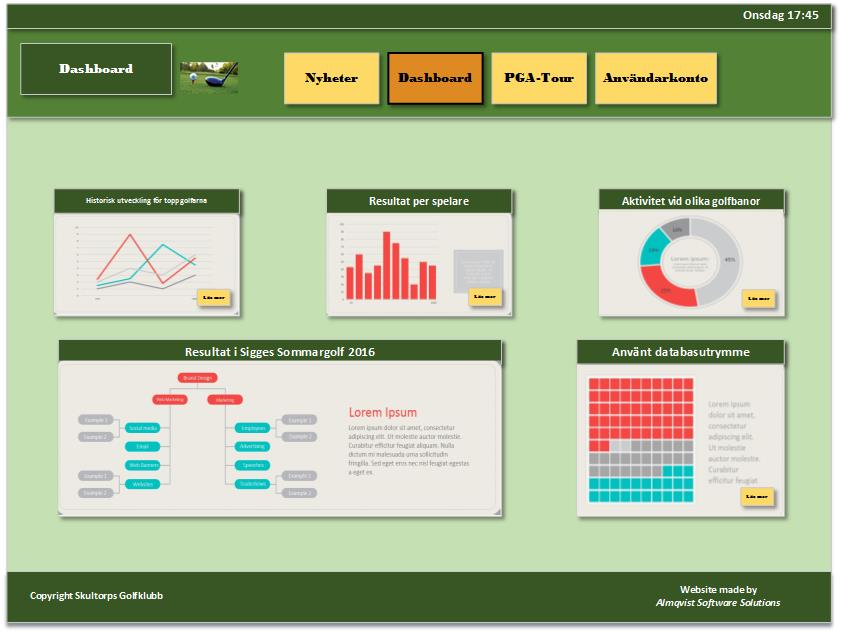 Onsdag 17:45
Dashboard
Nyheter
Dashboard
PGA-Tour
Användarkonto
Historisk utveckling för toppgolfarna
Läs mer
Resultat per spelare
Läs mer
Aktivitet vid olika golfbanor
45%
Lorem Ipsum:
Läs mer
Resultat i Sigges Sommargolf 2016
Brand Design
Web Marketing
Marketing
Example 1
Example 2
Social media
Email
Web Banners
Websites
Example 1
Example 2
Employees
Advertising
Speeches
Tradeshows
Example 1
Example 2
Example 1
Example 2
Lorem Ipsum
Lorem ipsum dolor sit amet, consectetur
adipiscing elit. Ut molestie auctor molestie.
Curabitur efficitur feugiat aliquam. Nulla
dictum mi malesuada urna sollicitudin
fringilla. Sed eget eros nec nisl feugiat egestas
a eget ex.
Använt databasutrymme
Lorem ipsum
dolor sit amet,
consectetur
adipiscing elit.
Ut molestie
auctor molestie.
Curabitur
efficitur feugiat
Läs mer
Copyright Skultorps Golfklubb
Website made by
Almqvist Software Solutions